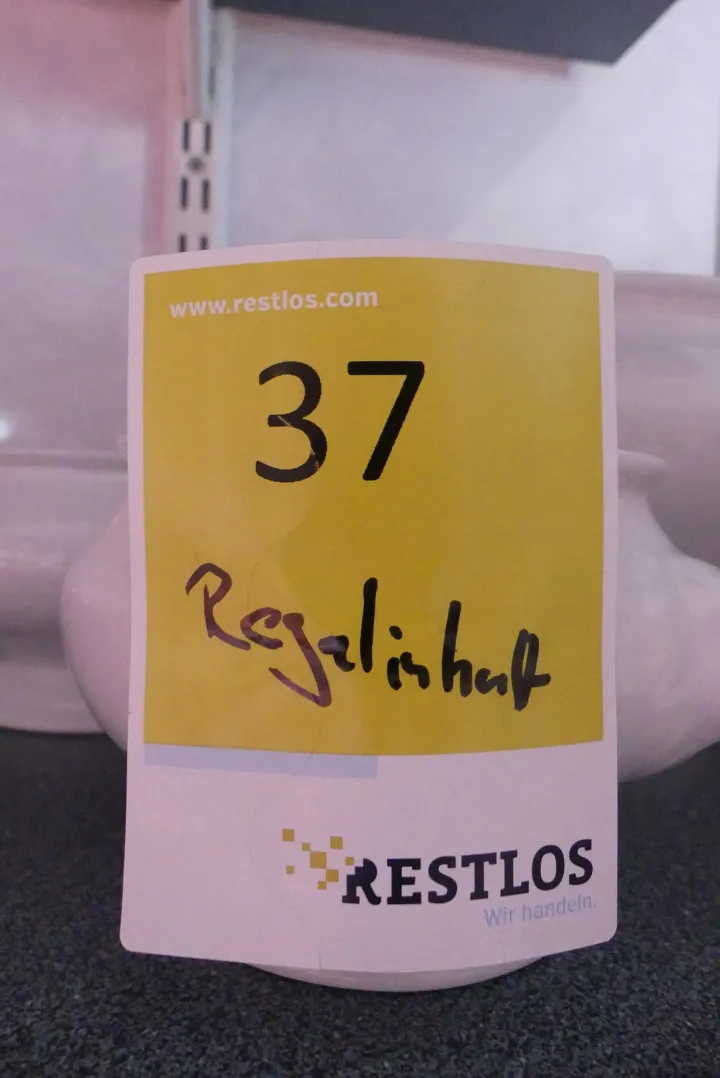 www.restlos.com
37
Regalinhalt
RESTLOS
Wir handeln.